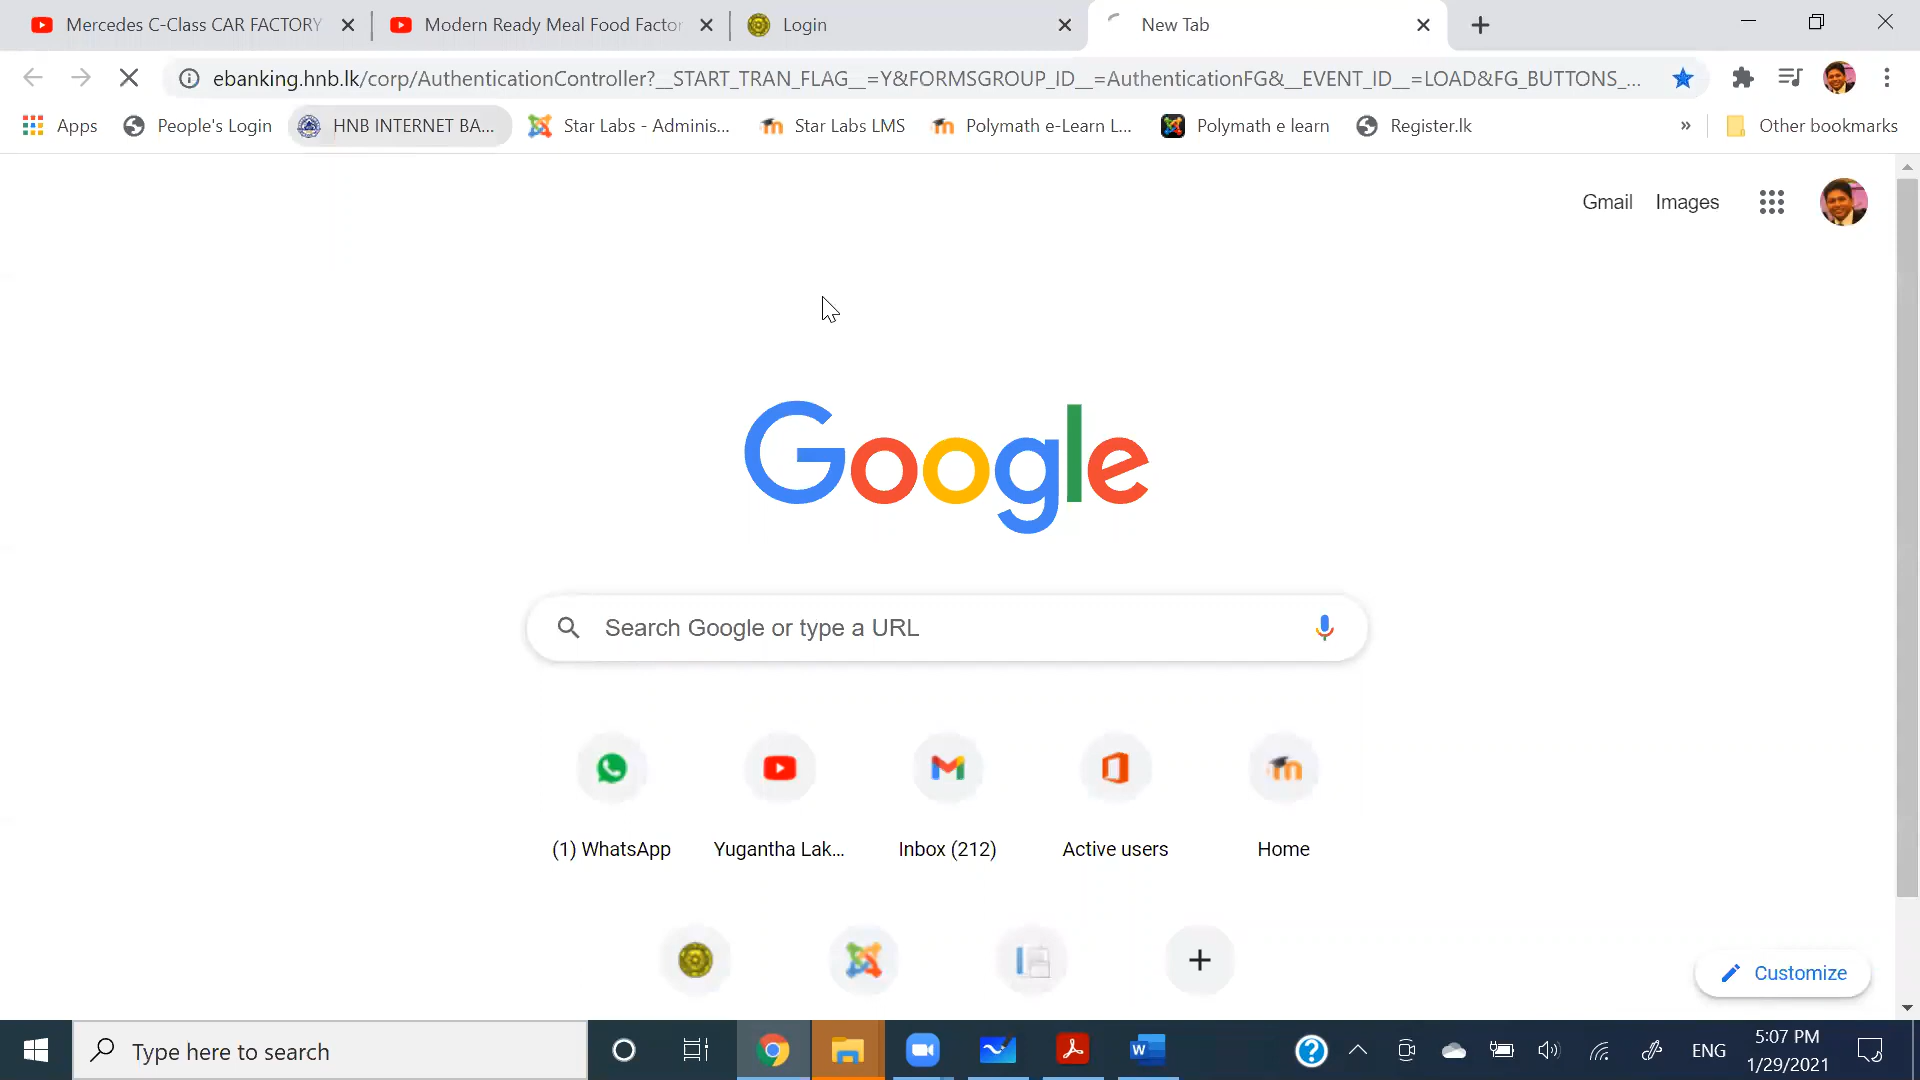 Mercedes C-Class CAR FACTORY
Modern Ready Meal Food Factor
Login
New Tab
ebanking.hnb.lk/corp/AuthenticationController?__START_TRAN_FLAG__=Y&FORMSGROUP_ID__=AuthenticationFG&__EVENT_ID__=LOAD&FG_BUTTONS_...
Apps
People's Login
HNB INTERNET BA...
Star Labs - Adminis...
Star Labs LMS
Polymath e-Learn L...
Polymath e learn
Register.lk
»
Other bookmarks
Gmail
Images
Google
Search Google or type a URL
(1) WhatsApp
Yugantha Lak...
Inbox (212)
Active users
Home
Customize
Type here to search
ENG
5:07 PM
1/29/2021